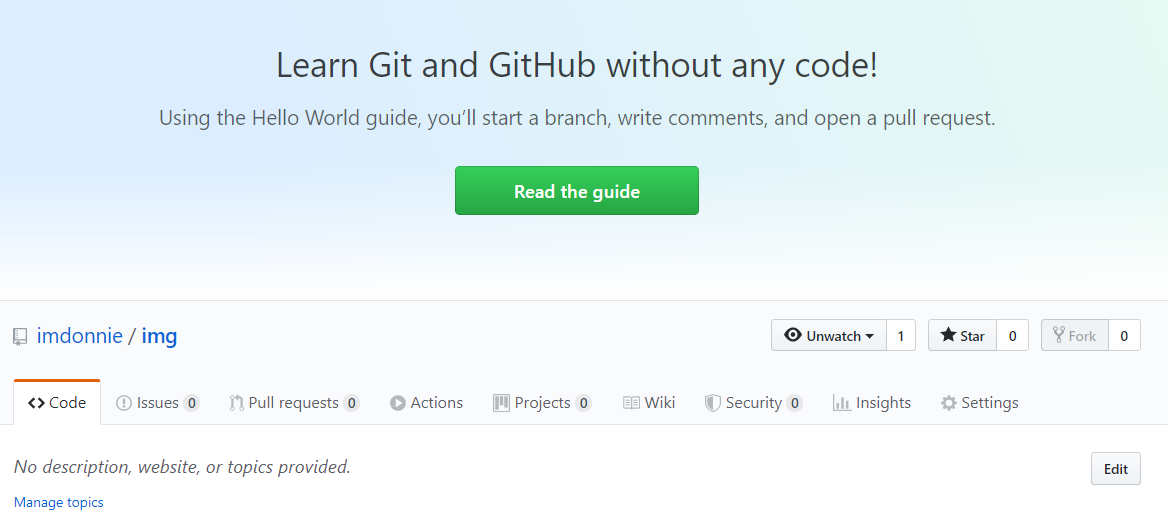 Learn Git and GitHub without any code!
Using the Hello World guide, you’ll start a branch, write comments, and open a pull request.
Read the guide
imdonnie / img
Unwatch 1 Star 0 Fork 0
Code Issues 0 Pull requests 0 Actions Projects 0 Wiki Security 0 Insights Settings
No description, website, or topics provided.
Edit
Manage topics